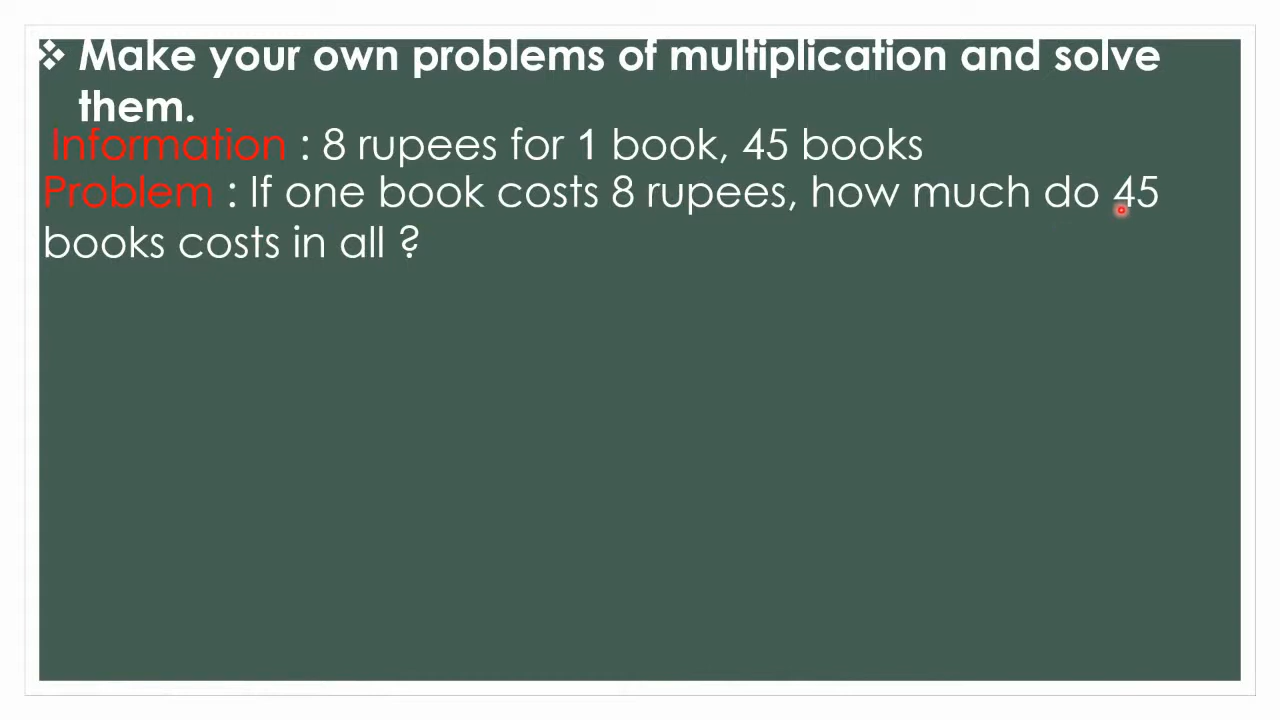 ❖ Make your own problems of multiplication and solve
them.
Information : 8 rupees for 1 book, 45 books
Problem : If one book costs 8 rupees, how much do 45
books costs in all ?